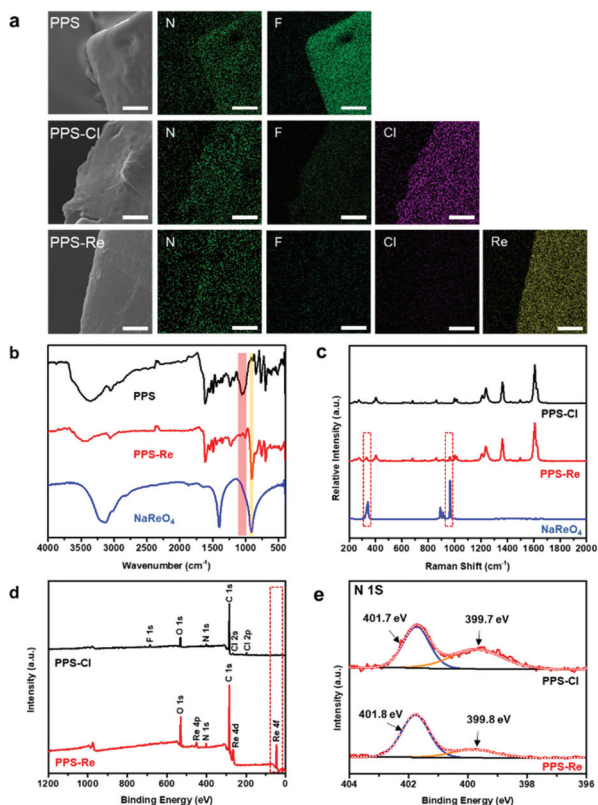 a
PPS N F
PPS-Cl N F Cl
PPS-Re N F Cl Re
b
PPS
PPS-Re
NaReO4
4000 3500 3000 2500 2000 1500 1000 500
Wavenumber (cm-1)
c
Relative Intensity (a.u.)
PPS-Cl
PPS-Re
NaReO4
200 400 600 800 1000 1200 1400 1600 1800 2000
Raman Shift (cm-1)
d
Intensity (a.u.)
PPS-Cl
F 1s
O 1s
N 1s
C 1s
Cl 2s
Cl 2p
PPS-Re
O 1s
Re 4p
N 1s
C 1s
Re 4d
Re 4f
1200 1000 800 600 400 200 0
Binding Energy (eV)
e
N 1S
Intensity (a.u.)
401.7 eV
399.7 eV
PPS-Cl
401.8 eV
399.8 eV
PPS-Re
404 402 400 398 396
Binding Energy (eV)